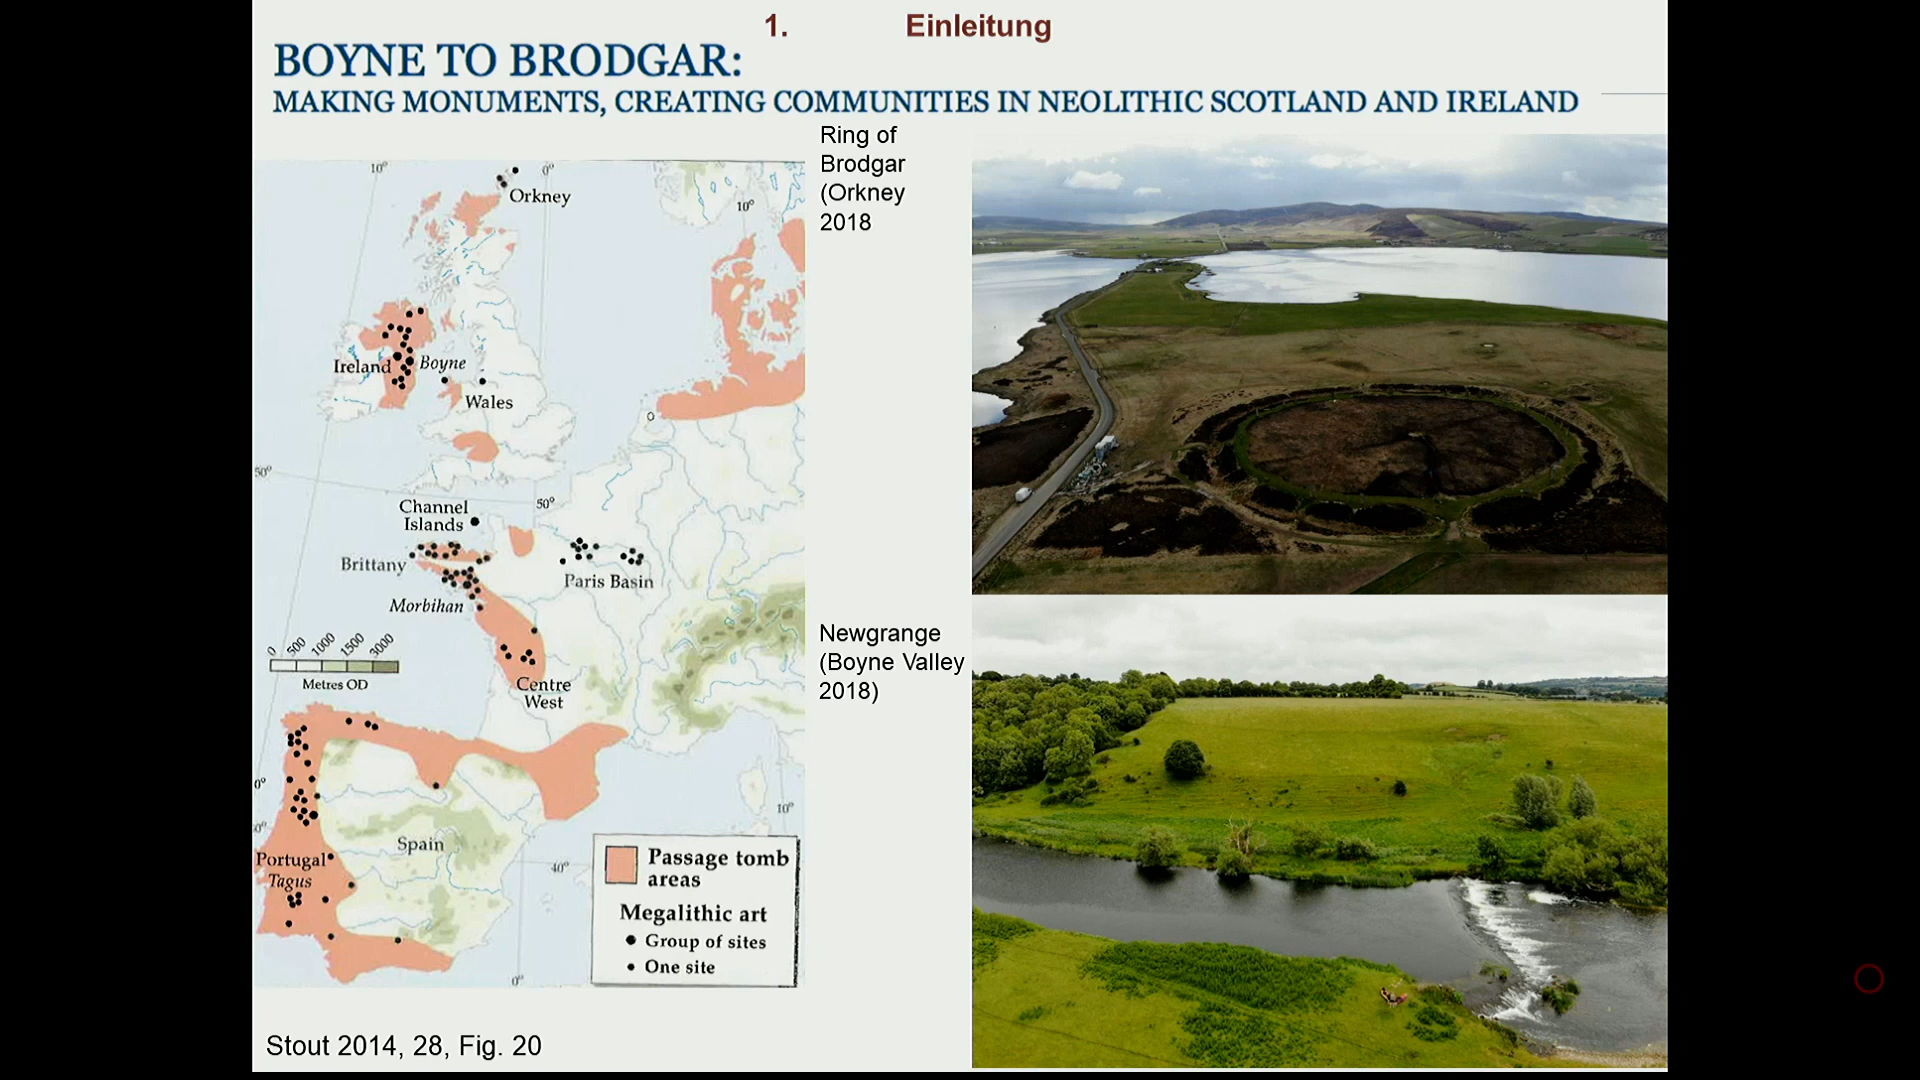 1. Einleitung
BOYNE TO BRODGAR:
MAKING MONUMENTS, CREATING COMMUNITIES IN NEOLITHIC SCOTLAND AND IRELAND
Ring of
Brodgar
(Orkney
2018
10°
0°
Orkney
10°
Ireland
Boyne
Wales
50°
Channel
Islands
50°
Brittany
Paris Basin
Morbihan
0 500 1000 1500 3000
Metres OD
Centre
West
Newgrange
(Boyne Valley
2018)
0°
10°
Spain
Portugal
Tagus
40°
0°
Passage tomb
areas
Megalithic art
Group of sites
One site
Stout 2014, 28, Fig. 20